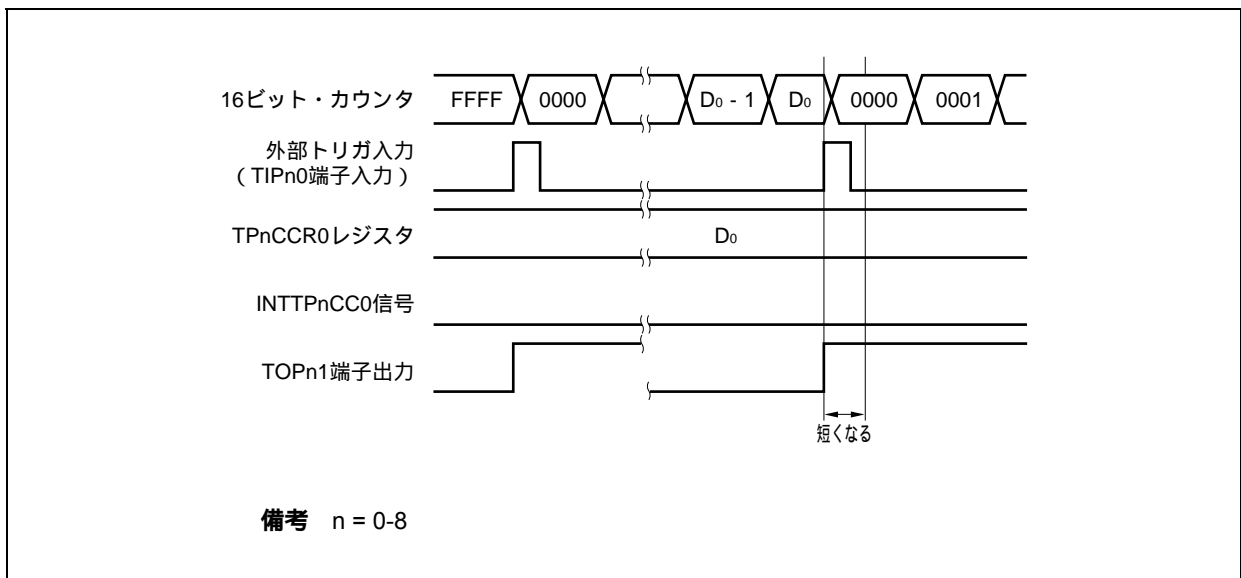 16ビット・カウンタ
FFFF 0000 D0 - 1 D0 0000 0001
外部トリガ入力
（TIPn0端子入力）
TPnCCR0レジスタ
D0
INTTPnCC0信号
TOPn1端子出力
短くなる
備考 n = 0-8